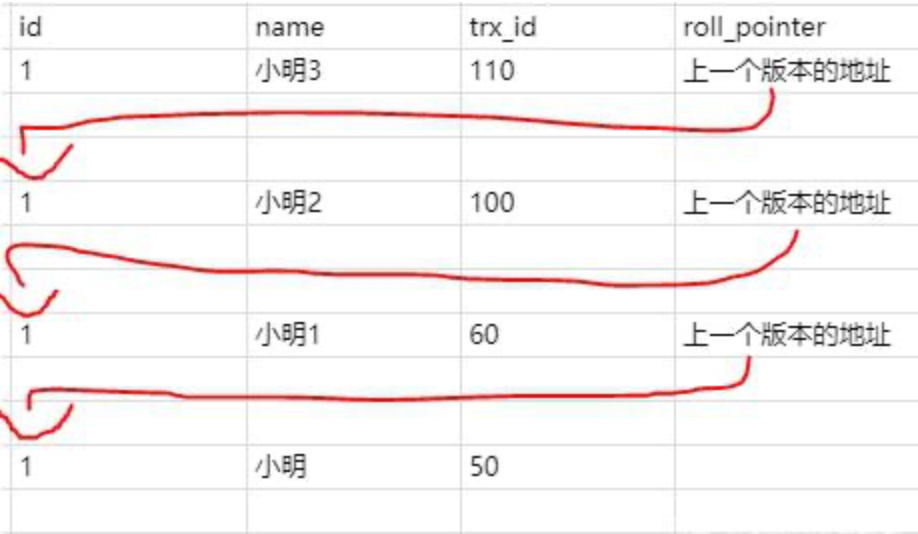 id name trx_id roll_pointer
1 小明3 110 上一个版本的地址
1 小明2 100 上一个版本的地址
1 小明1 60 上一个版本的地址
1 小明 50